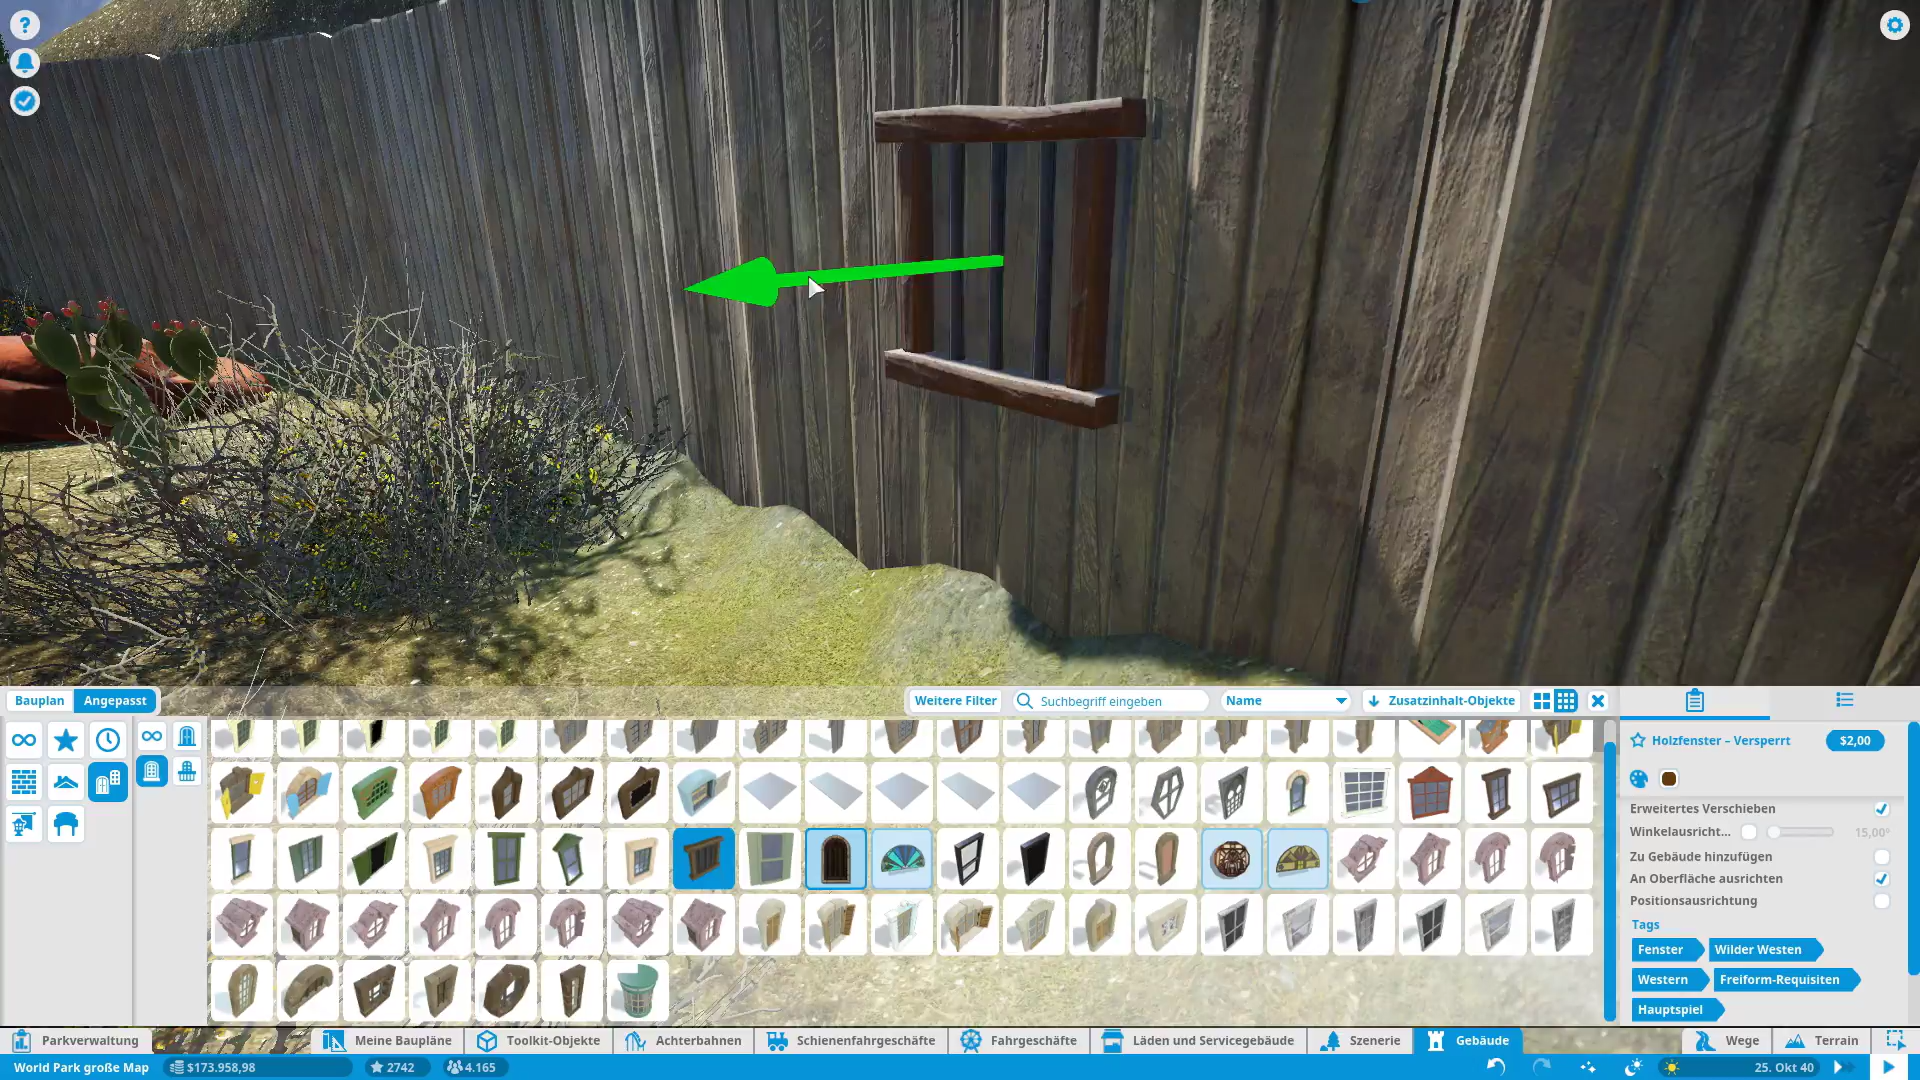 Bauplan
Angepasst
Weitere Filter
Suchbegriff eingeben
Name
Zusatzinhalt-Objekte
Holzfenster – Versperrt
$2,00
Erweitertes Verschieben
Winkelausricht...
15,00°
Zu Gebäude hinzufügen
An Oberfläche ausrichten
Positionsausrichtung
Tags
Fenster
Wilder Westen
Western
Freiform-Requisiten
Hauptspiel
Parkverwaltung
Meine Baupläne
Toolkit-Objekte
Achterbahnen
Schienenfahrgeschäfte
Fahrgeschäfte
Läden und Servicegebäude
Szenerie
Gebäude
Wege
Terrain
World Park große Map
$173.958,98
2742
4.165
25. Okt 40